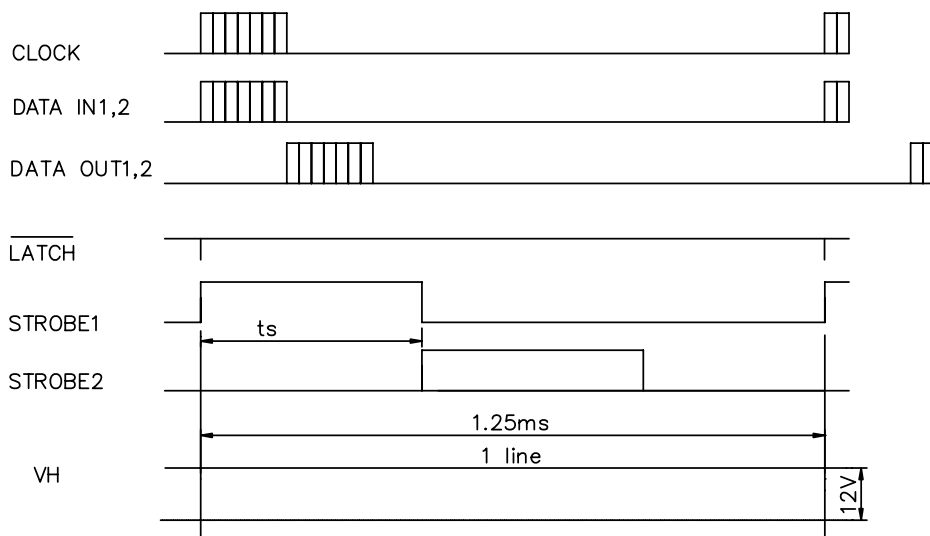 CLOCK
DATA IN1,2
DATA OUT1,2
LATCH
STROBE1
ts
STROBE2
1.25ms
1 line
VH
12V